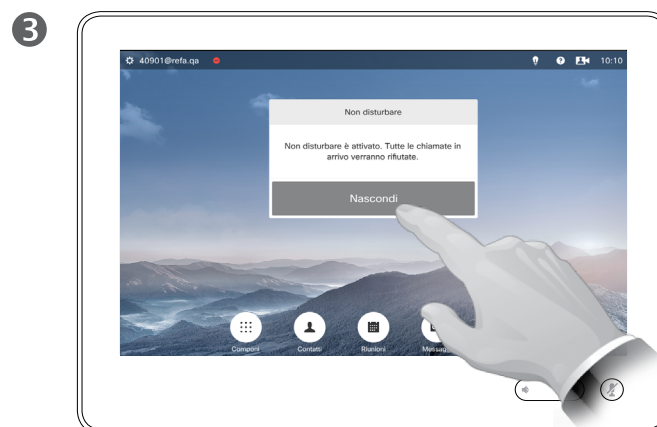 3
40901@refa.qa
10:10
Non disturbare
Non disturbare è attivato. Tutte le chiamate in
arrivo verranno rifiutate.
Nascondi
Componi
Contatti
Riunioni